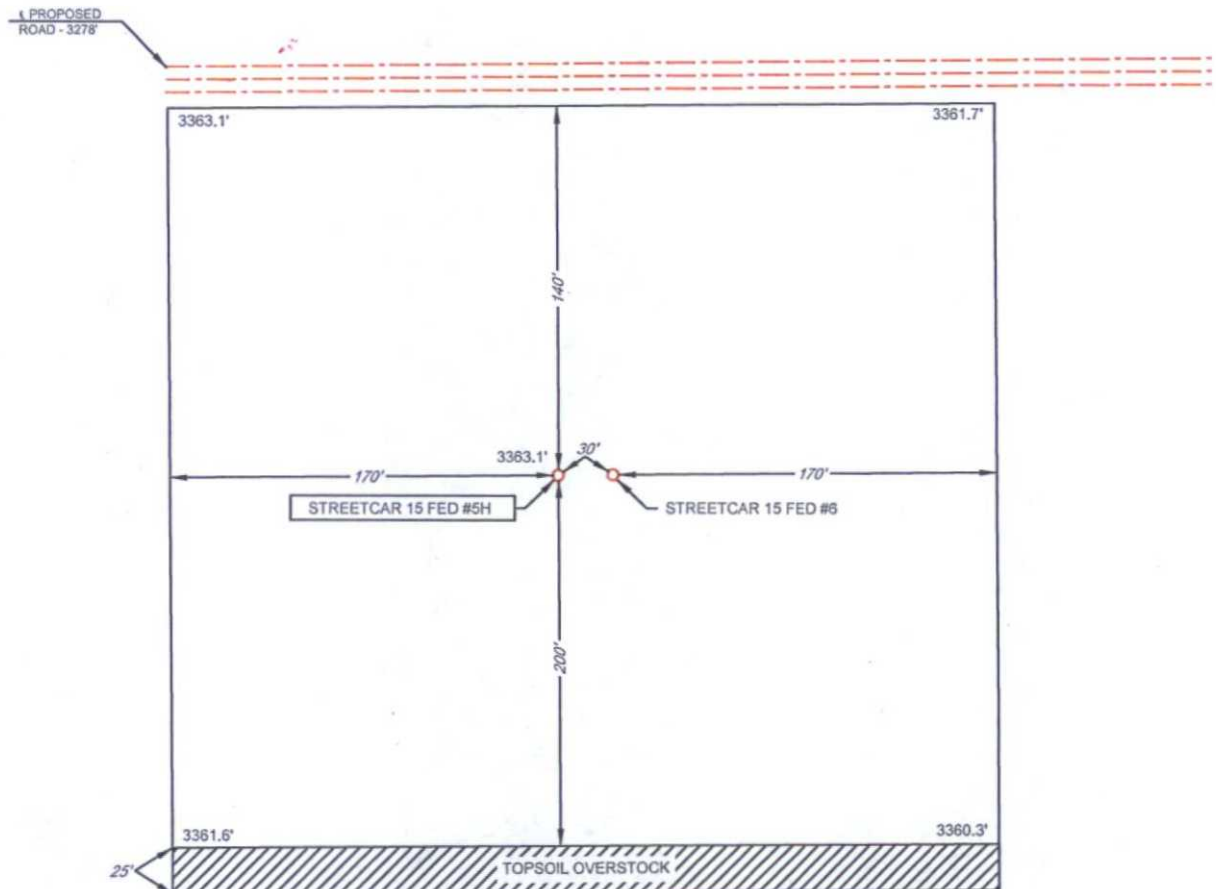 ℄ PROPOSED
ROAD - 3278'
3363.1'
3361.7'
140'
3363.1'
30'
170'
170'
STREETCAR 15 FED #5H
STREETCAR 15 FED #6
200'
3361.6'
3360.3'
25'
TOPSOIL OVERSTOCK